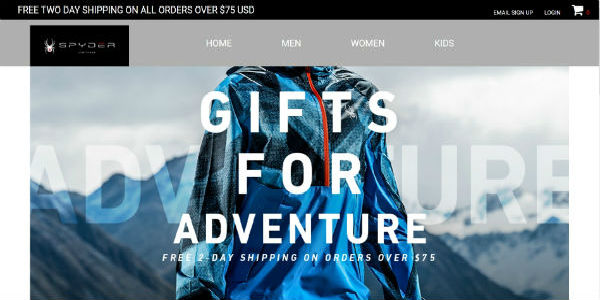 FREE TWO DAY SHIPPING ON ALL ORDERS OVER $75 USD
EMAIL SIGN UP LOGIN
SPYDER
HOME MEN WOMEN KIDS
GIFTS
FOR
ADVENTURE
ADVENTURE
FREE 2-DAY SHIPPING ON ORDERS OVER $75